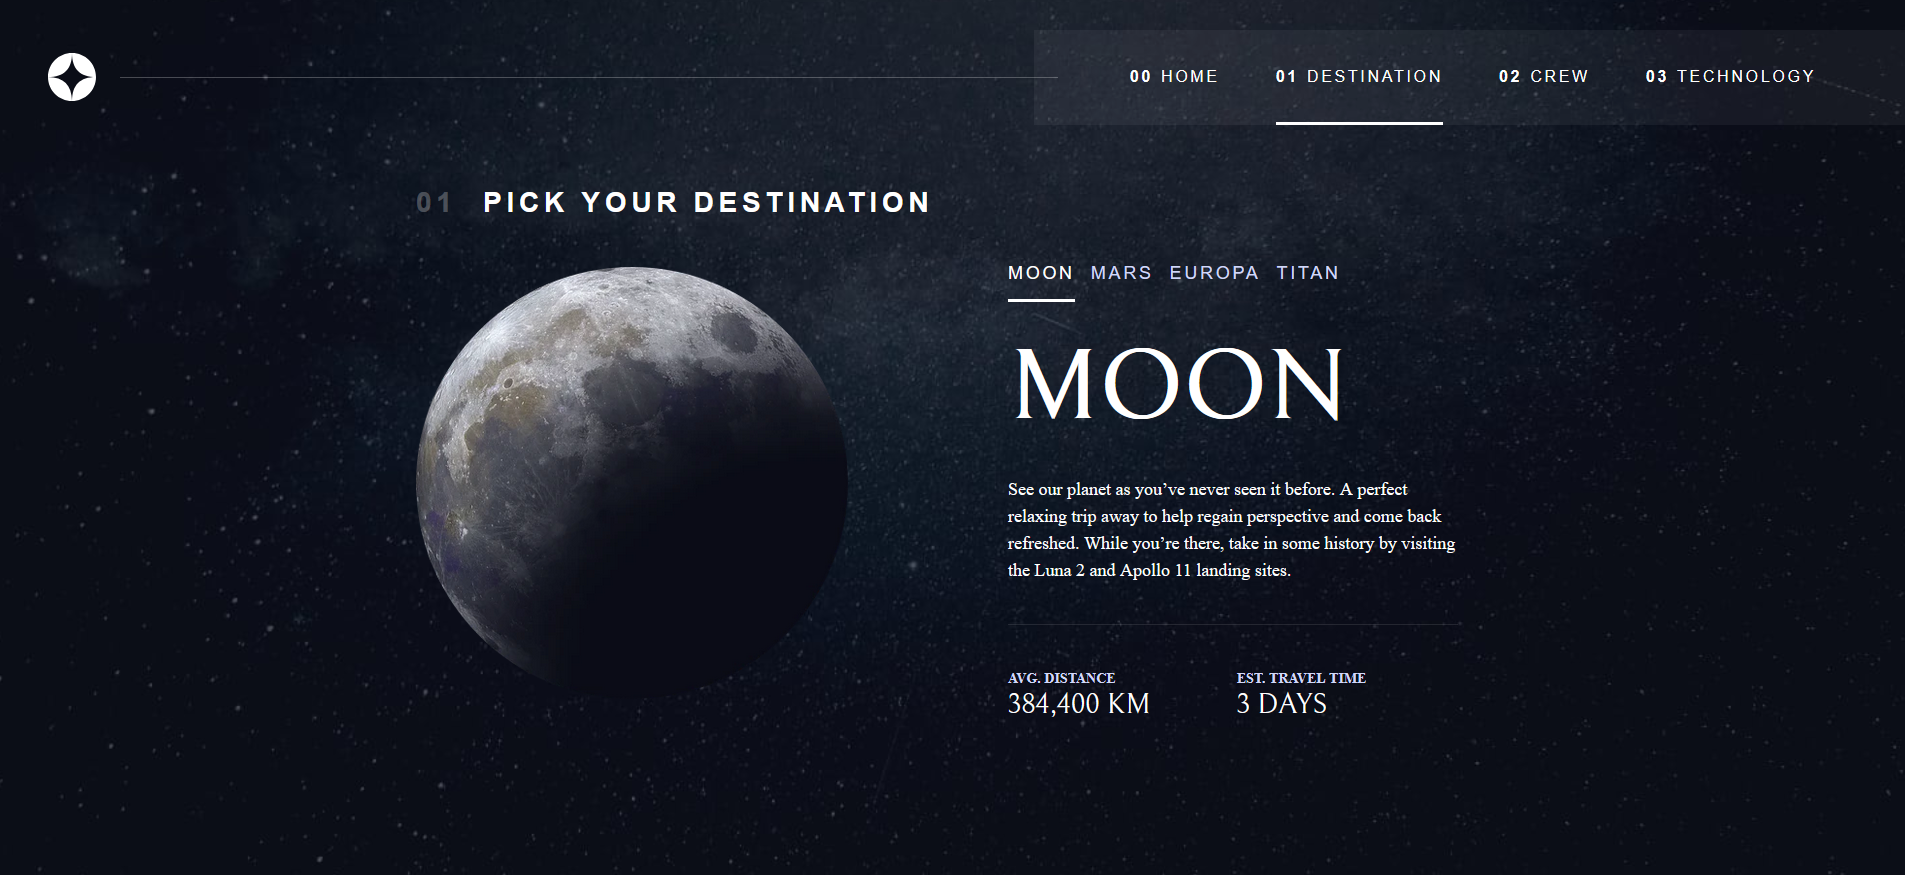 00 HOME 01 DESTINATION 02 CREW 03 TECHNOLOGY
01 PICK YOUR DESTINATION
MOON MARS EUROPA TITAN
MOON
See our planet as you’ve never seen it before. A perfect
relaxing trip away to help regain perspective and come back
refreshed. While you’re there, take in some history by visiting
the Luna 2 and Apollo 11 landing sites.
AVG. DISTANCE EST. TRAVEL TIME
384,400 KM 3 DAYS